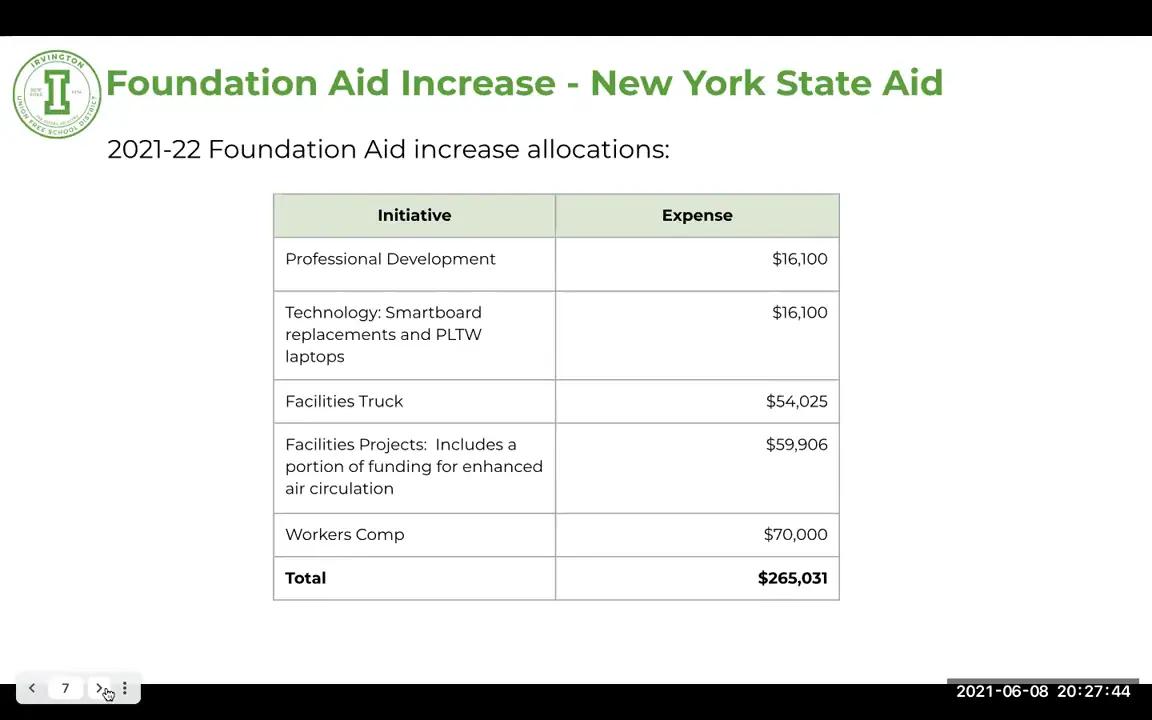 IRVINGTON
UNION FREE SCHOOL DISTRICT
Foundation Aid Increase - New York State Aid
2021-22 Foundation Aid increase allocations:
Initiative Expense
Professional Development $16,100
Technology: Smartboard $16,100
replacements and PLTW
laptops
Facilities Truck $54,025
Facilities Projects: Includes a $59,906
portion of funding for enhanced
air circulation
Workers Comp $70,000
Total $265,031
7
2021-06-08 20:27:44